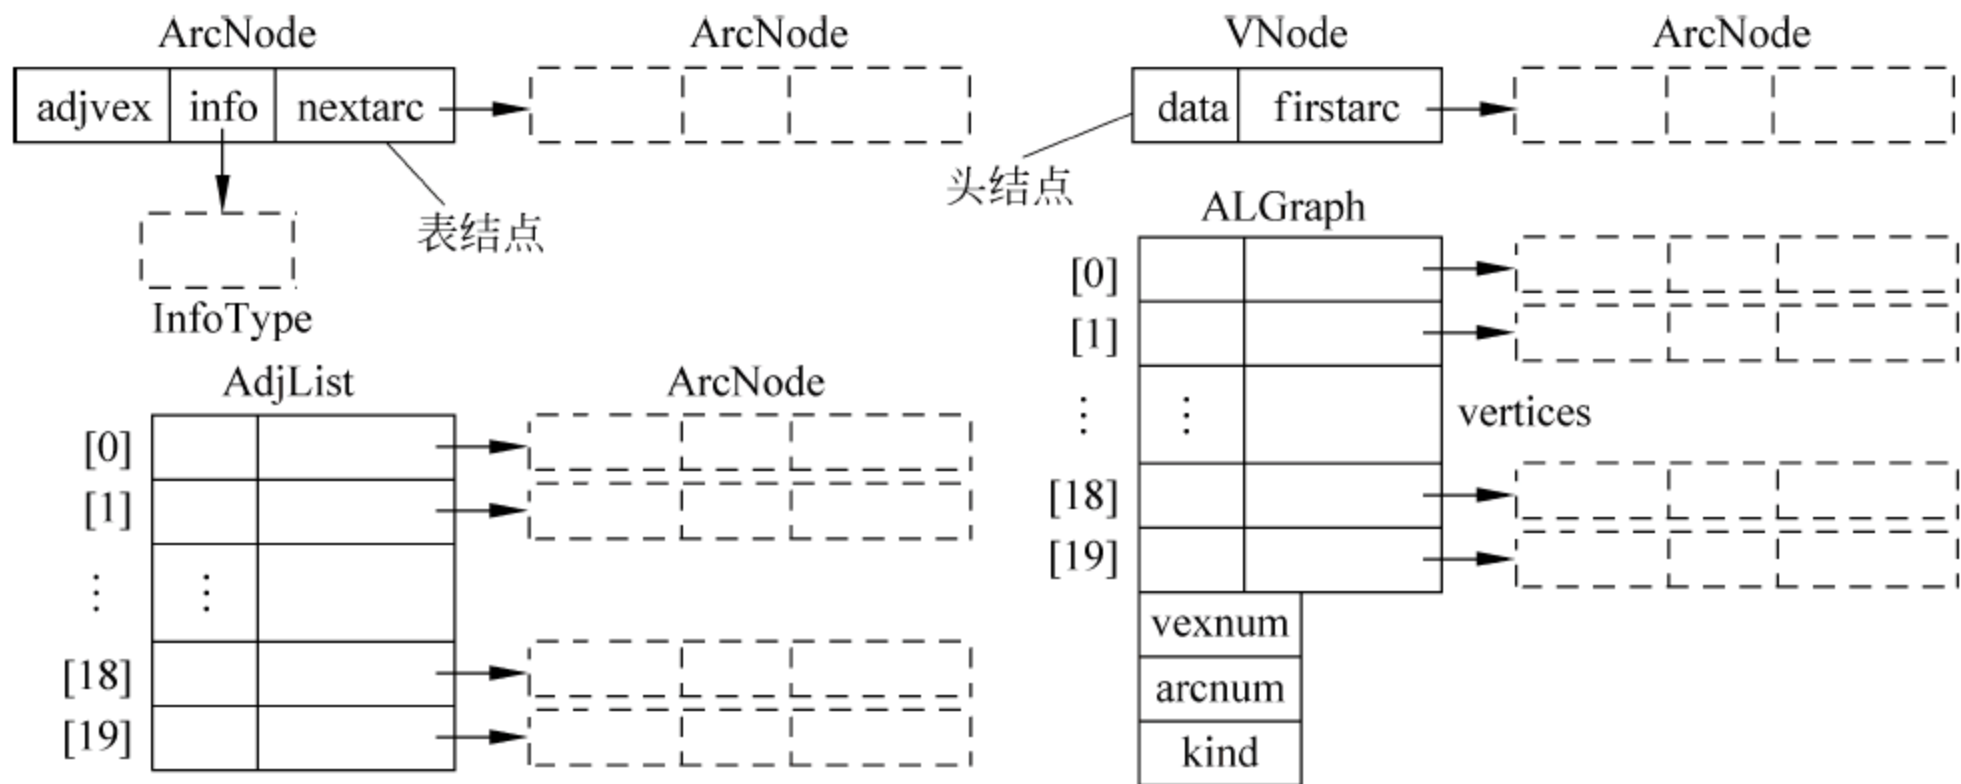 ArcNode
ArcNode
adjvex info nextarc
表结点
InfoType
VNode
ArcNode
data firstarc
头结点
AdjList
ArcNode
[0]
[1]
⋮ ⋮
[18]
[19]
ALGraph
[0]
[1]
⋮ ⋮
vertices
[18]
[19]
vexnum
arcnum
kind